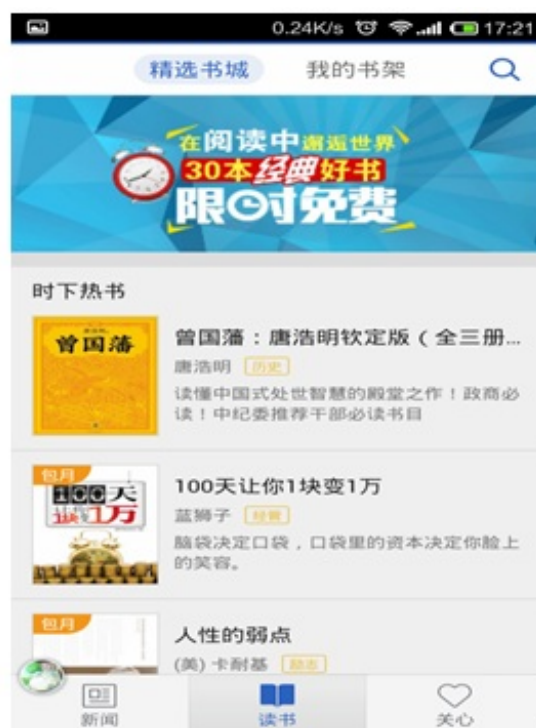 0.24K/s 17:21
精选书城 我的书架
在阅读中邂逅世界
30本经典好书
限时免费
时下热书
曾国藩
曾国藩：唐浩明钦定版（全三册...
唐浩明 历史
读懂中国式处世智慧的殿堂之作！政商必
读！中纪委推荐干部必读书目
包月
100天
1块变1万
100天让你1块变1万
蓝狮子 经管
脑袋决定口袋，口袋里的资本决定你脸上
的笑容。
包月
人性的弱点
(美) 卡耐基 励志
新闻 读书 关心